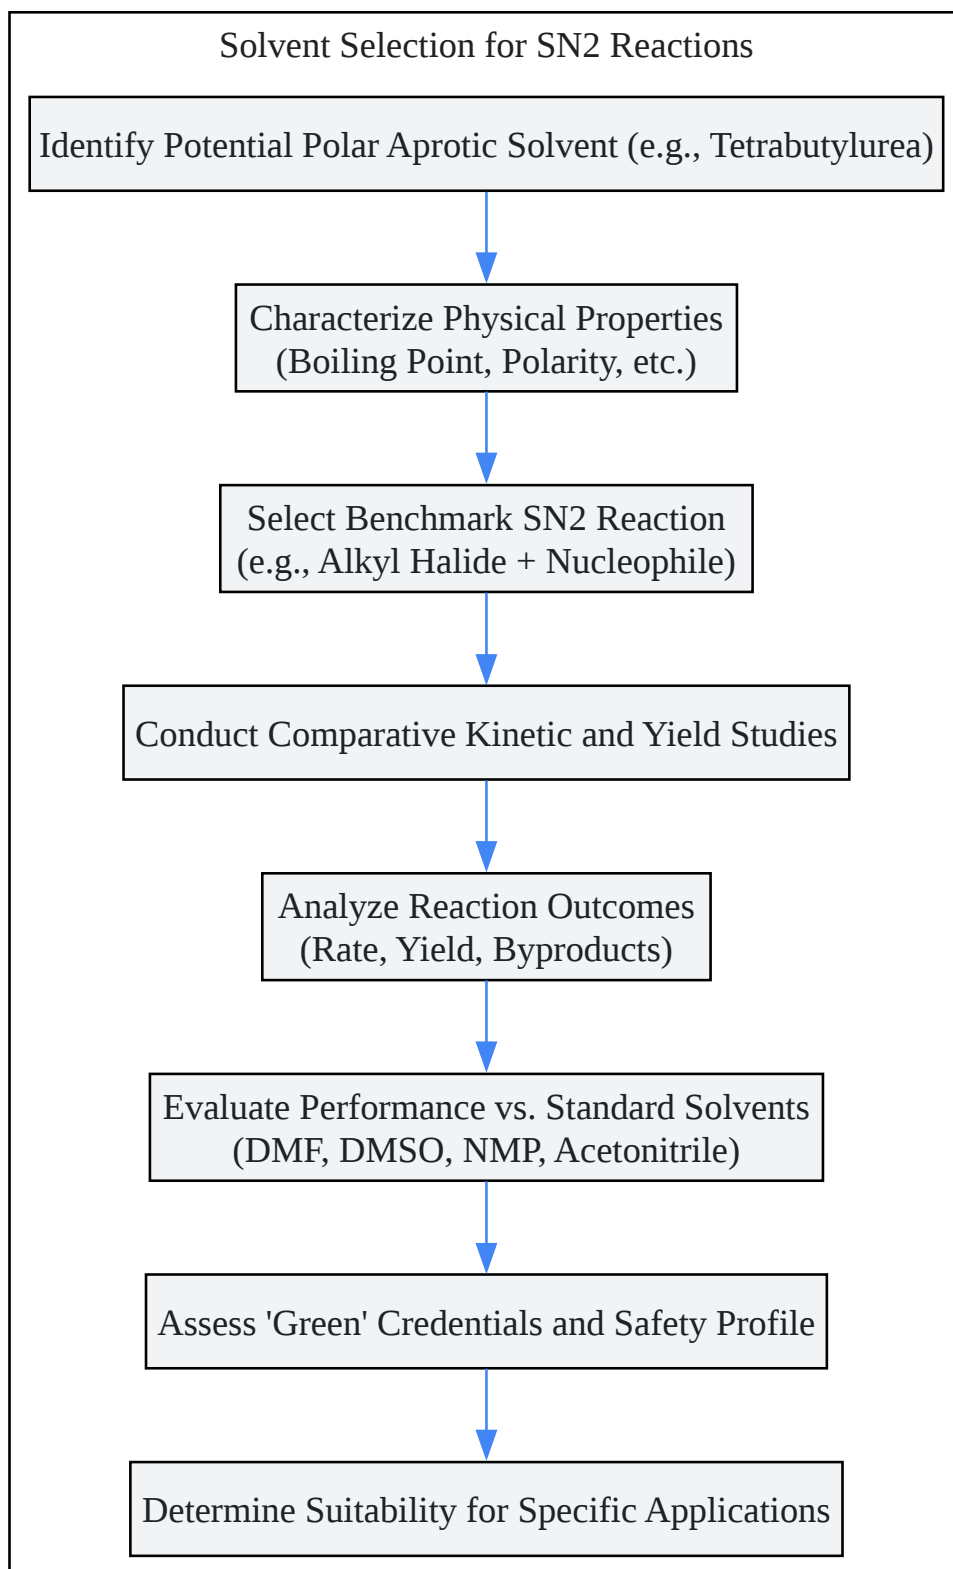 Solvent Selection for SN2 Reactions
Identify Potential Polar Aprotic Solvent (e.g., Tetrabutylurea)
Characterize Physical Properties
(Boiling Point, Polarity, etc.)
Select Benchmark SN2 Reaction
(e.g., Alkyl Halide + Nucleophile)
Conduct Comparative Kinetic and Yield Studies
Analyze Reaction Outcomes
(Rate, Yield, Byproducts)
Evaluate Performance vs. Standard Solvents
(DMF, DMSO, NMP, Acetonitrile)
Assess 'Green' Credentials and Safety Profile
Determine Suitability for Specific Applications